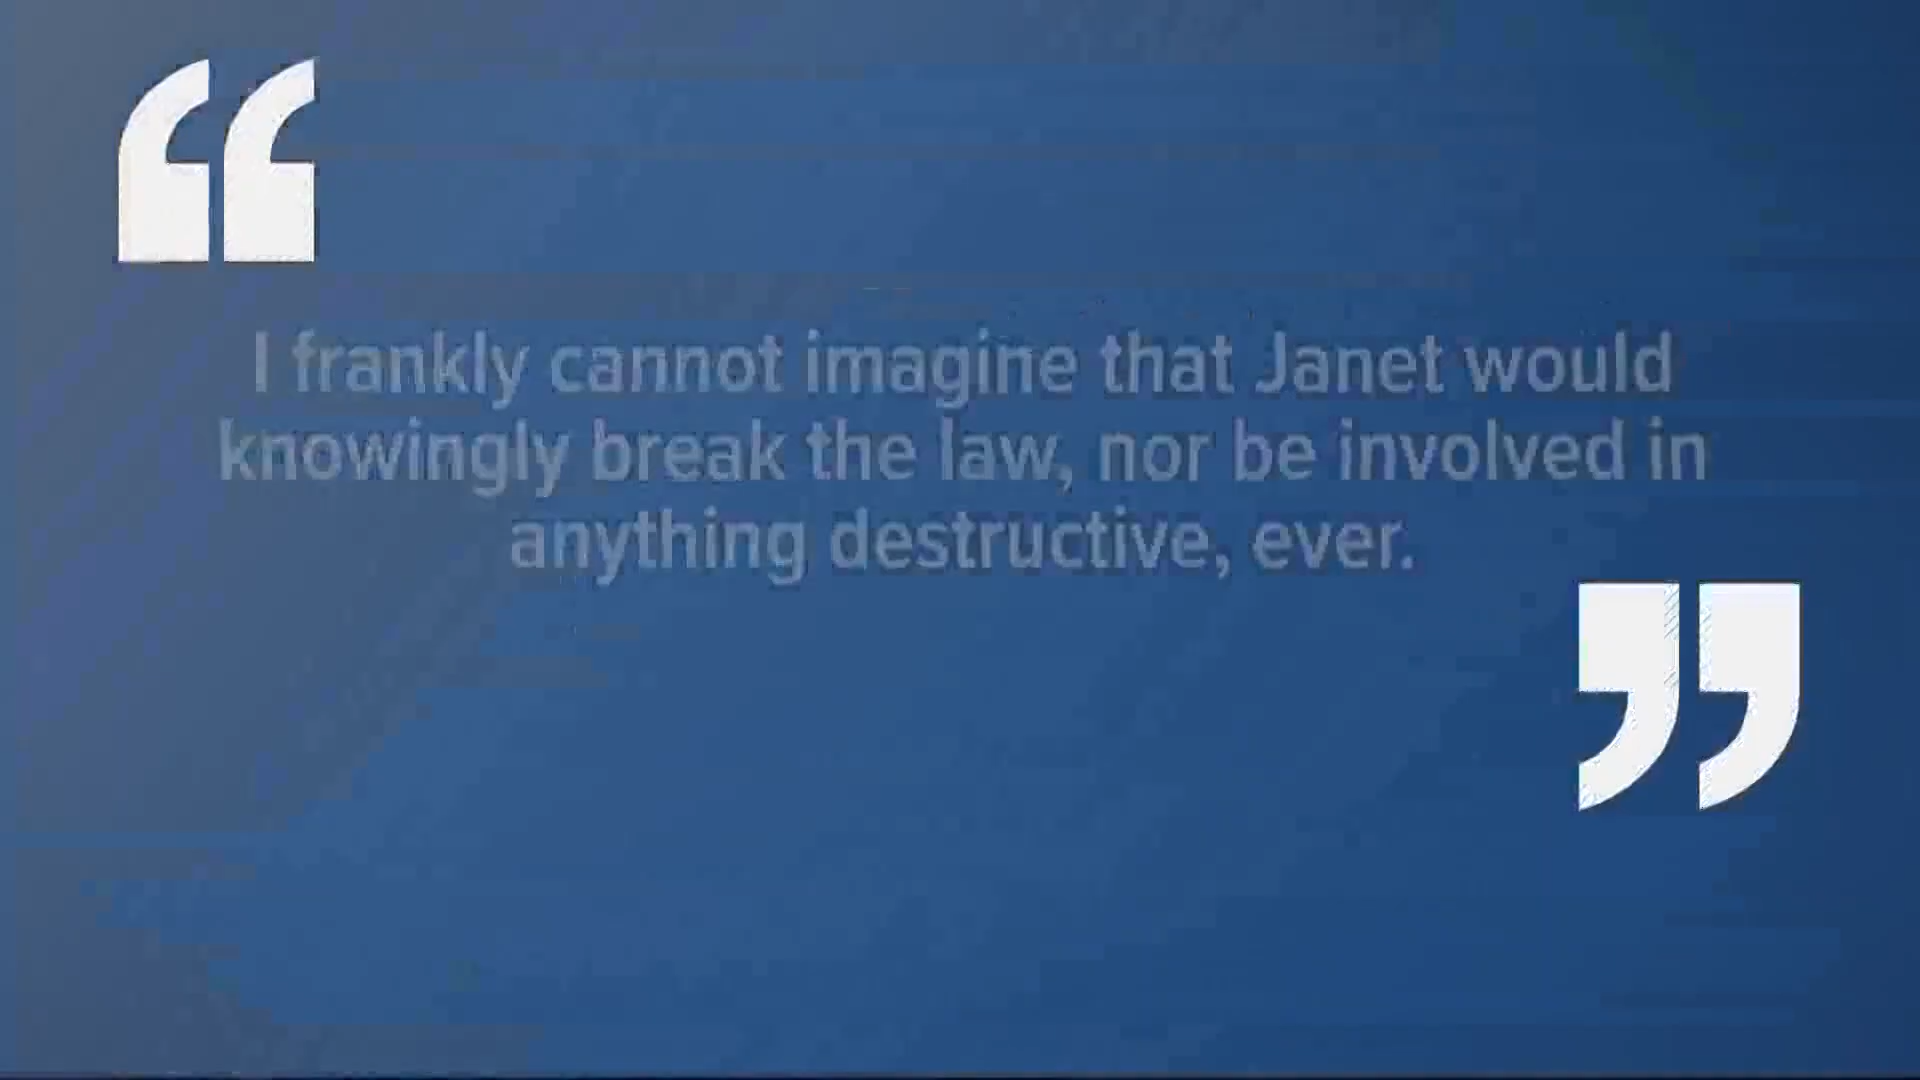 “
I frankly cannot imagine that Janet would
knowingly break the law, nor be involved in
anything destructive, ever.
”